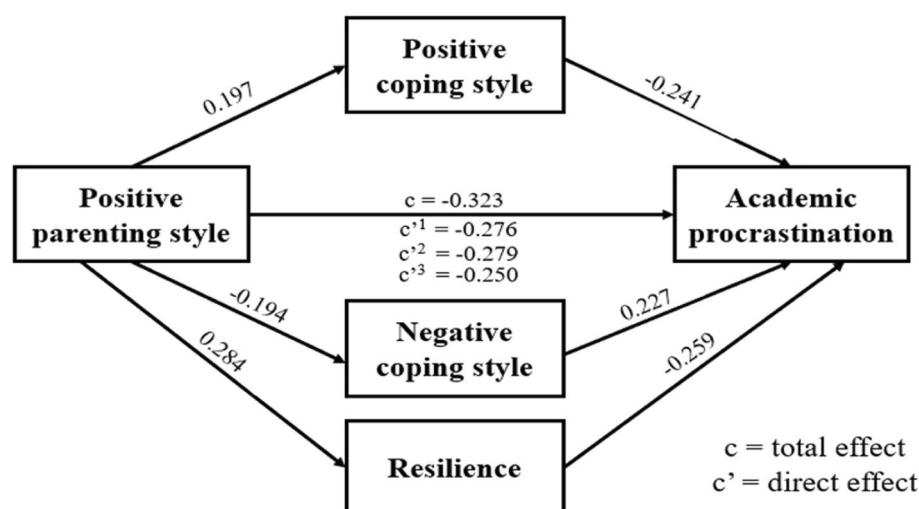 Positive
coping style
0.197
-0.241
Positive
parenting style
c = -0.323
c'1 = -0.276
c'2 = -0.279
c'3 = -0.250
Academic
procrastination
-0.194
0.227
Negative
coping style
0.284
-0.259
Resilience
c = total effect
c' = direct effect